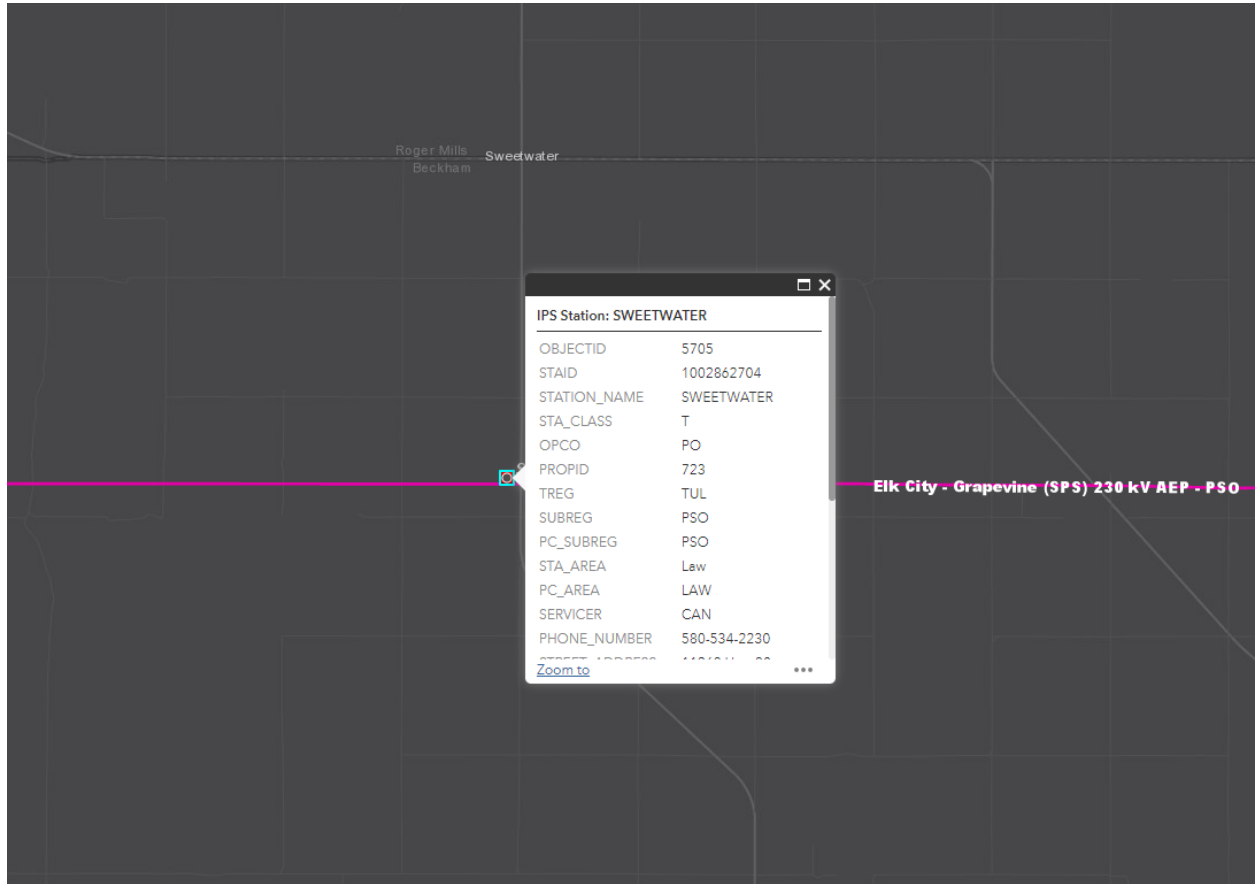 Roger Mills
Beckham
Sweetwater
IPS Station: SWEETWATER
OBJECTID 5705
STAID 1002862704
STATION_NAME SWEETWATER
STA_CLASS T
OPCO PO
PROPID 723
TREG TUL
SUBREG PSO
PC_SUBREG PSO
STA_AREA Law
PC_AREA LAW
SERVICER CAN
PHONE_NUMBER 580-534-2230
Zoom to
Elk City - Grapevine (SPS) 230 kV AEP - PSO